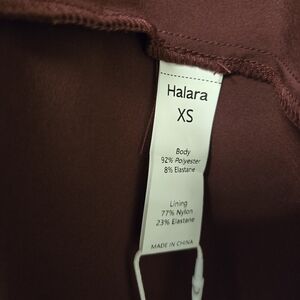 Halara
XS
Body
92% Polyester
8% Elastane
Lining
77% Nylon
23% Elastane
MADE IN CHINA